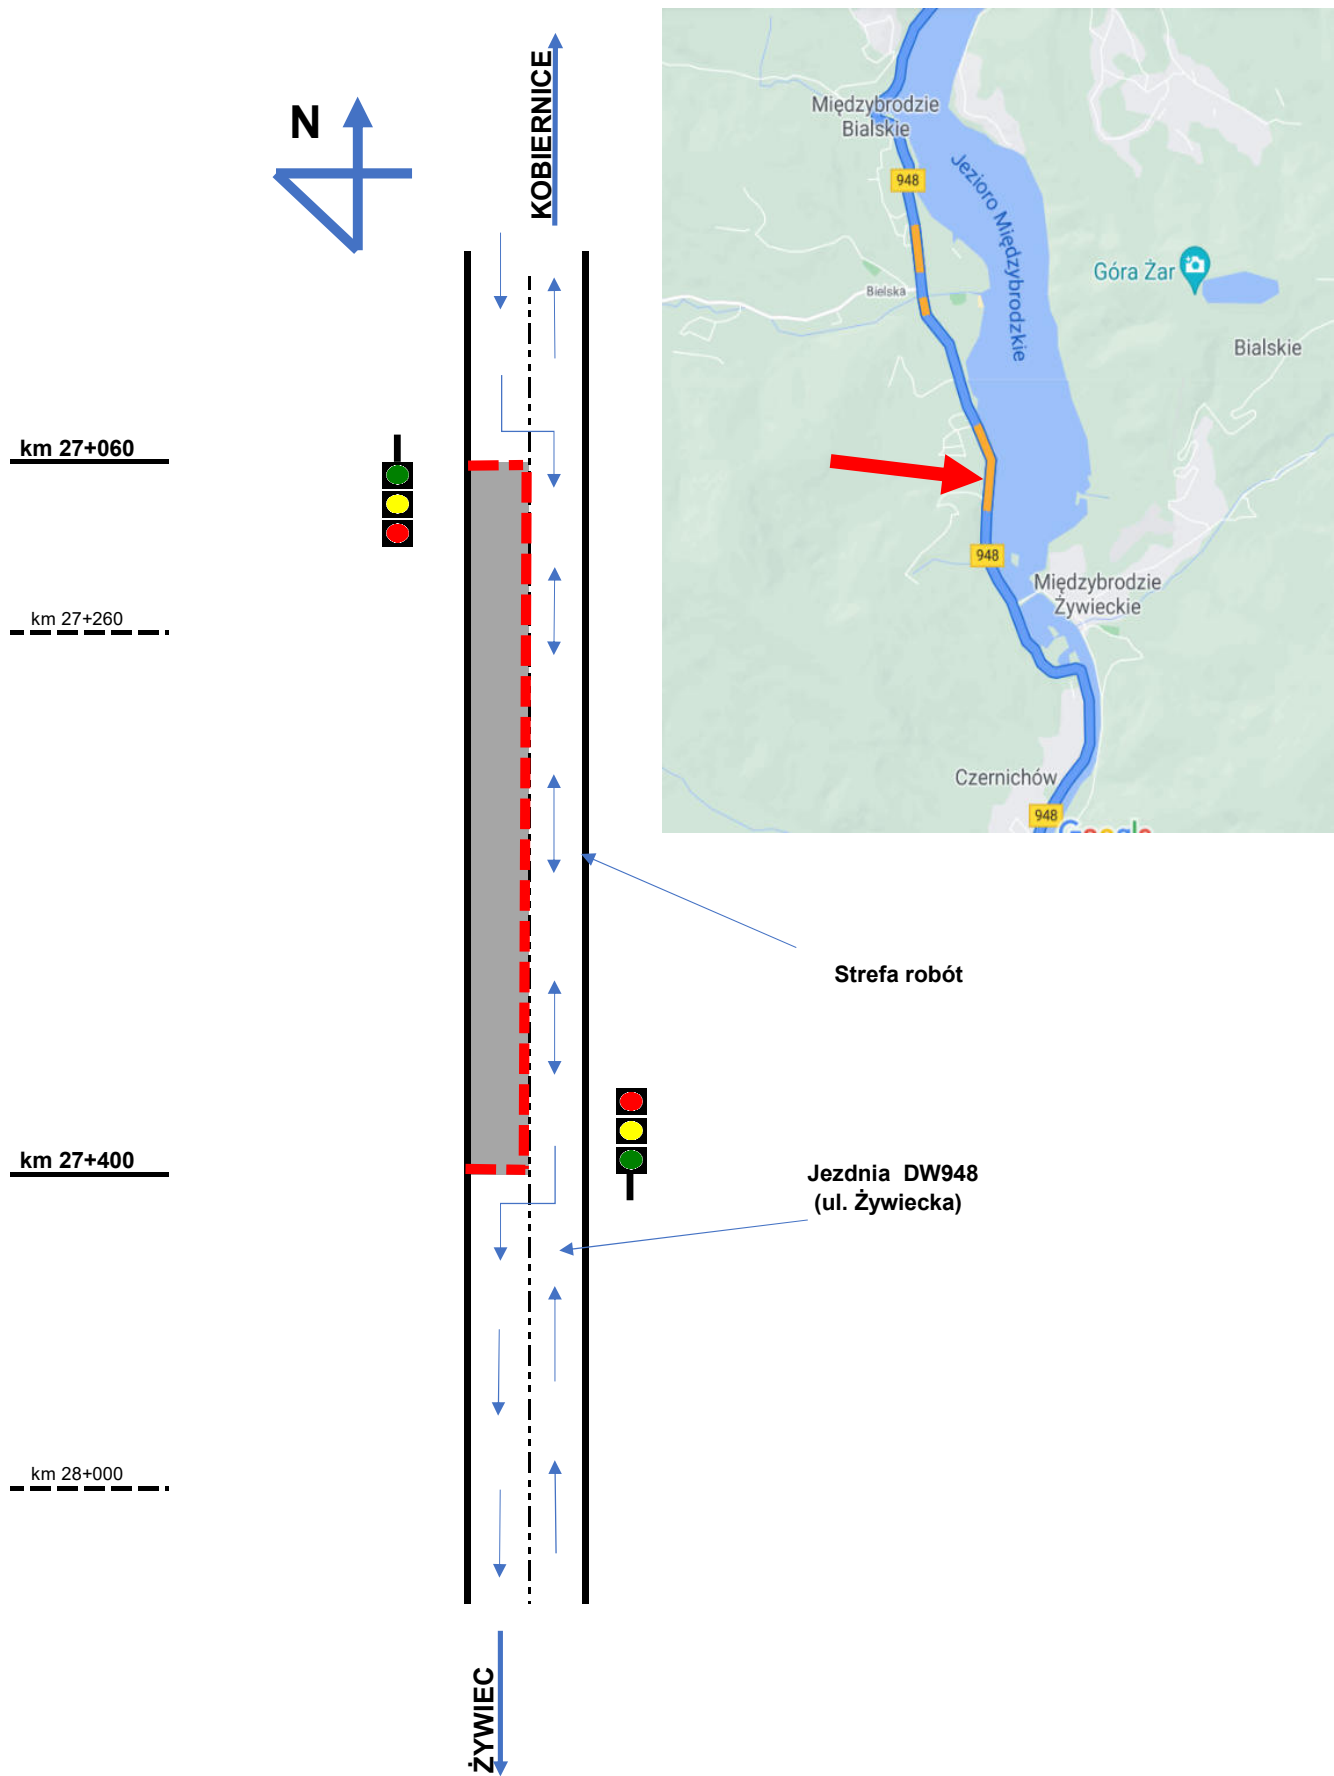 N
KOBIERNICE
km 27+060
km 27+260
km 27+400
km 28+000
ŻYWIEC
Strefa robót
Jezdnia DW948
(ul. Żywiecka)
Międzybrodzie
Bialskie
948
Jezioro Międzybrodzkie
Góra Żar
Bielska
Bialskie
948
Międzybrodzie
Żywieckie
Czernichów
948
Google